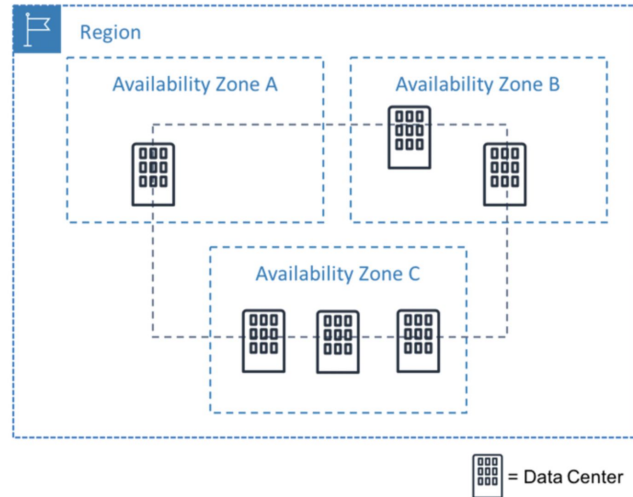 Region
Availability Zone A
Availability Zone B
Availability Zone C
= Data Center